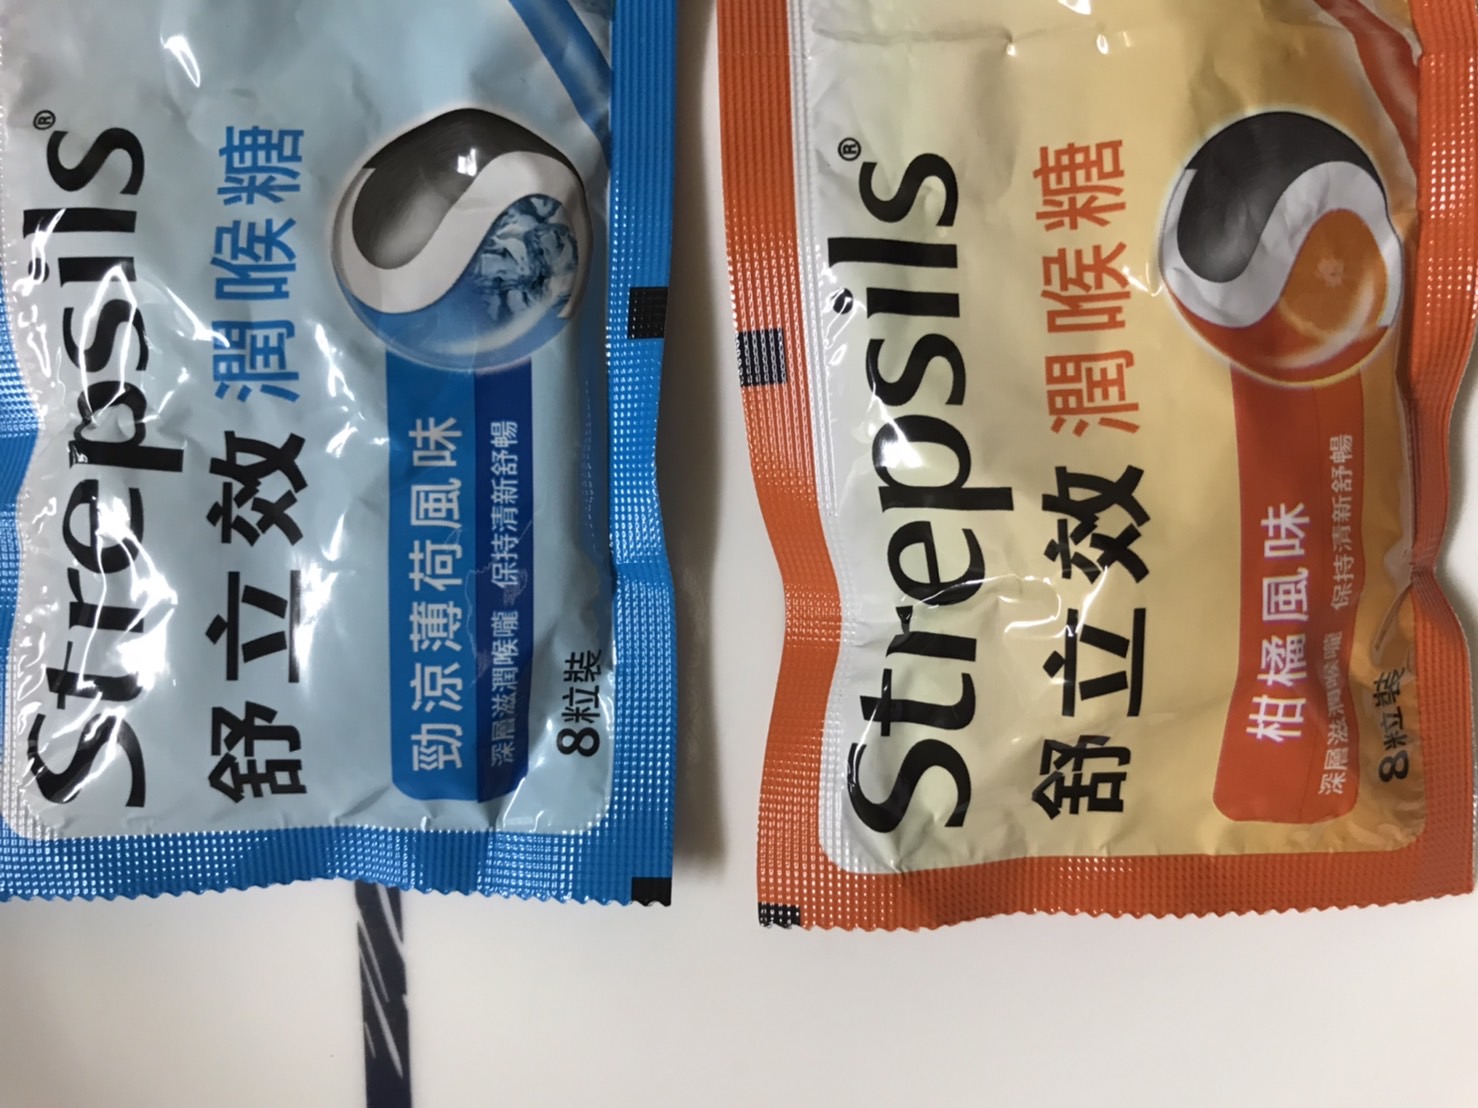 Strepsils®
舒立效 潤喉糖
勁涼薄荷風味
深層滋潤喉嚨 保持清新舒暢
8粒裝
Strepsils®
舒立效 潤喉糖
柑橘風味
深層滋潤喉嚨 保持清新舒暢
8粒裝